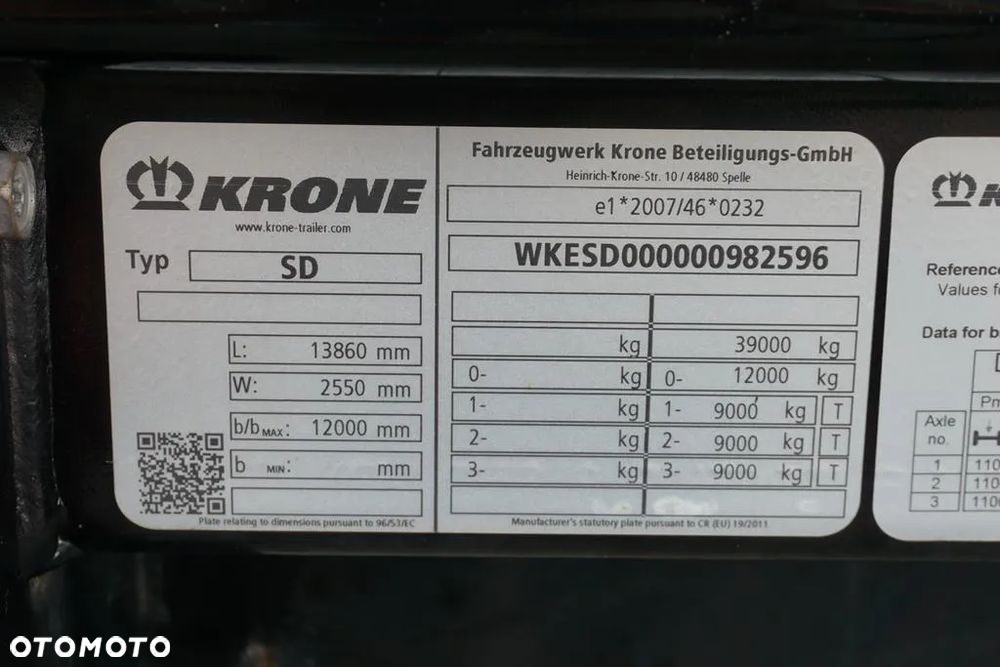 KRONE
www.krone-trailer.com
Typ SD
L: 13860 mm
W: 2550 mm
b/b MAX: 12000 mm
b MIN: mm
Plate relating to dimensions pursuant to 96/53/EC
Fahrzeugwerk Krone Beteiligungs-GmbH
Heinrich-Krone-Str. 10 / 48480 Spelle
e1*2007/46*0232
WKESD000000982596
kg 39000 kg
0- kg 0- 12000 kg
1- kg 1- 9000 kg T
2- kg 2- 9000 kg T
3- kg 3- 9000 kg T
Manufacturer's statutory plate pursuant to CR (EU) 19/2011
Values
Data for
Axle
no.
1
2
3
OTOMOTO